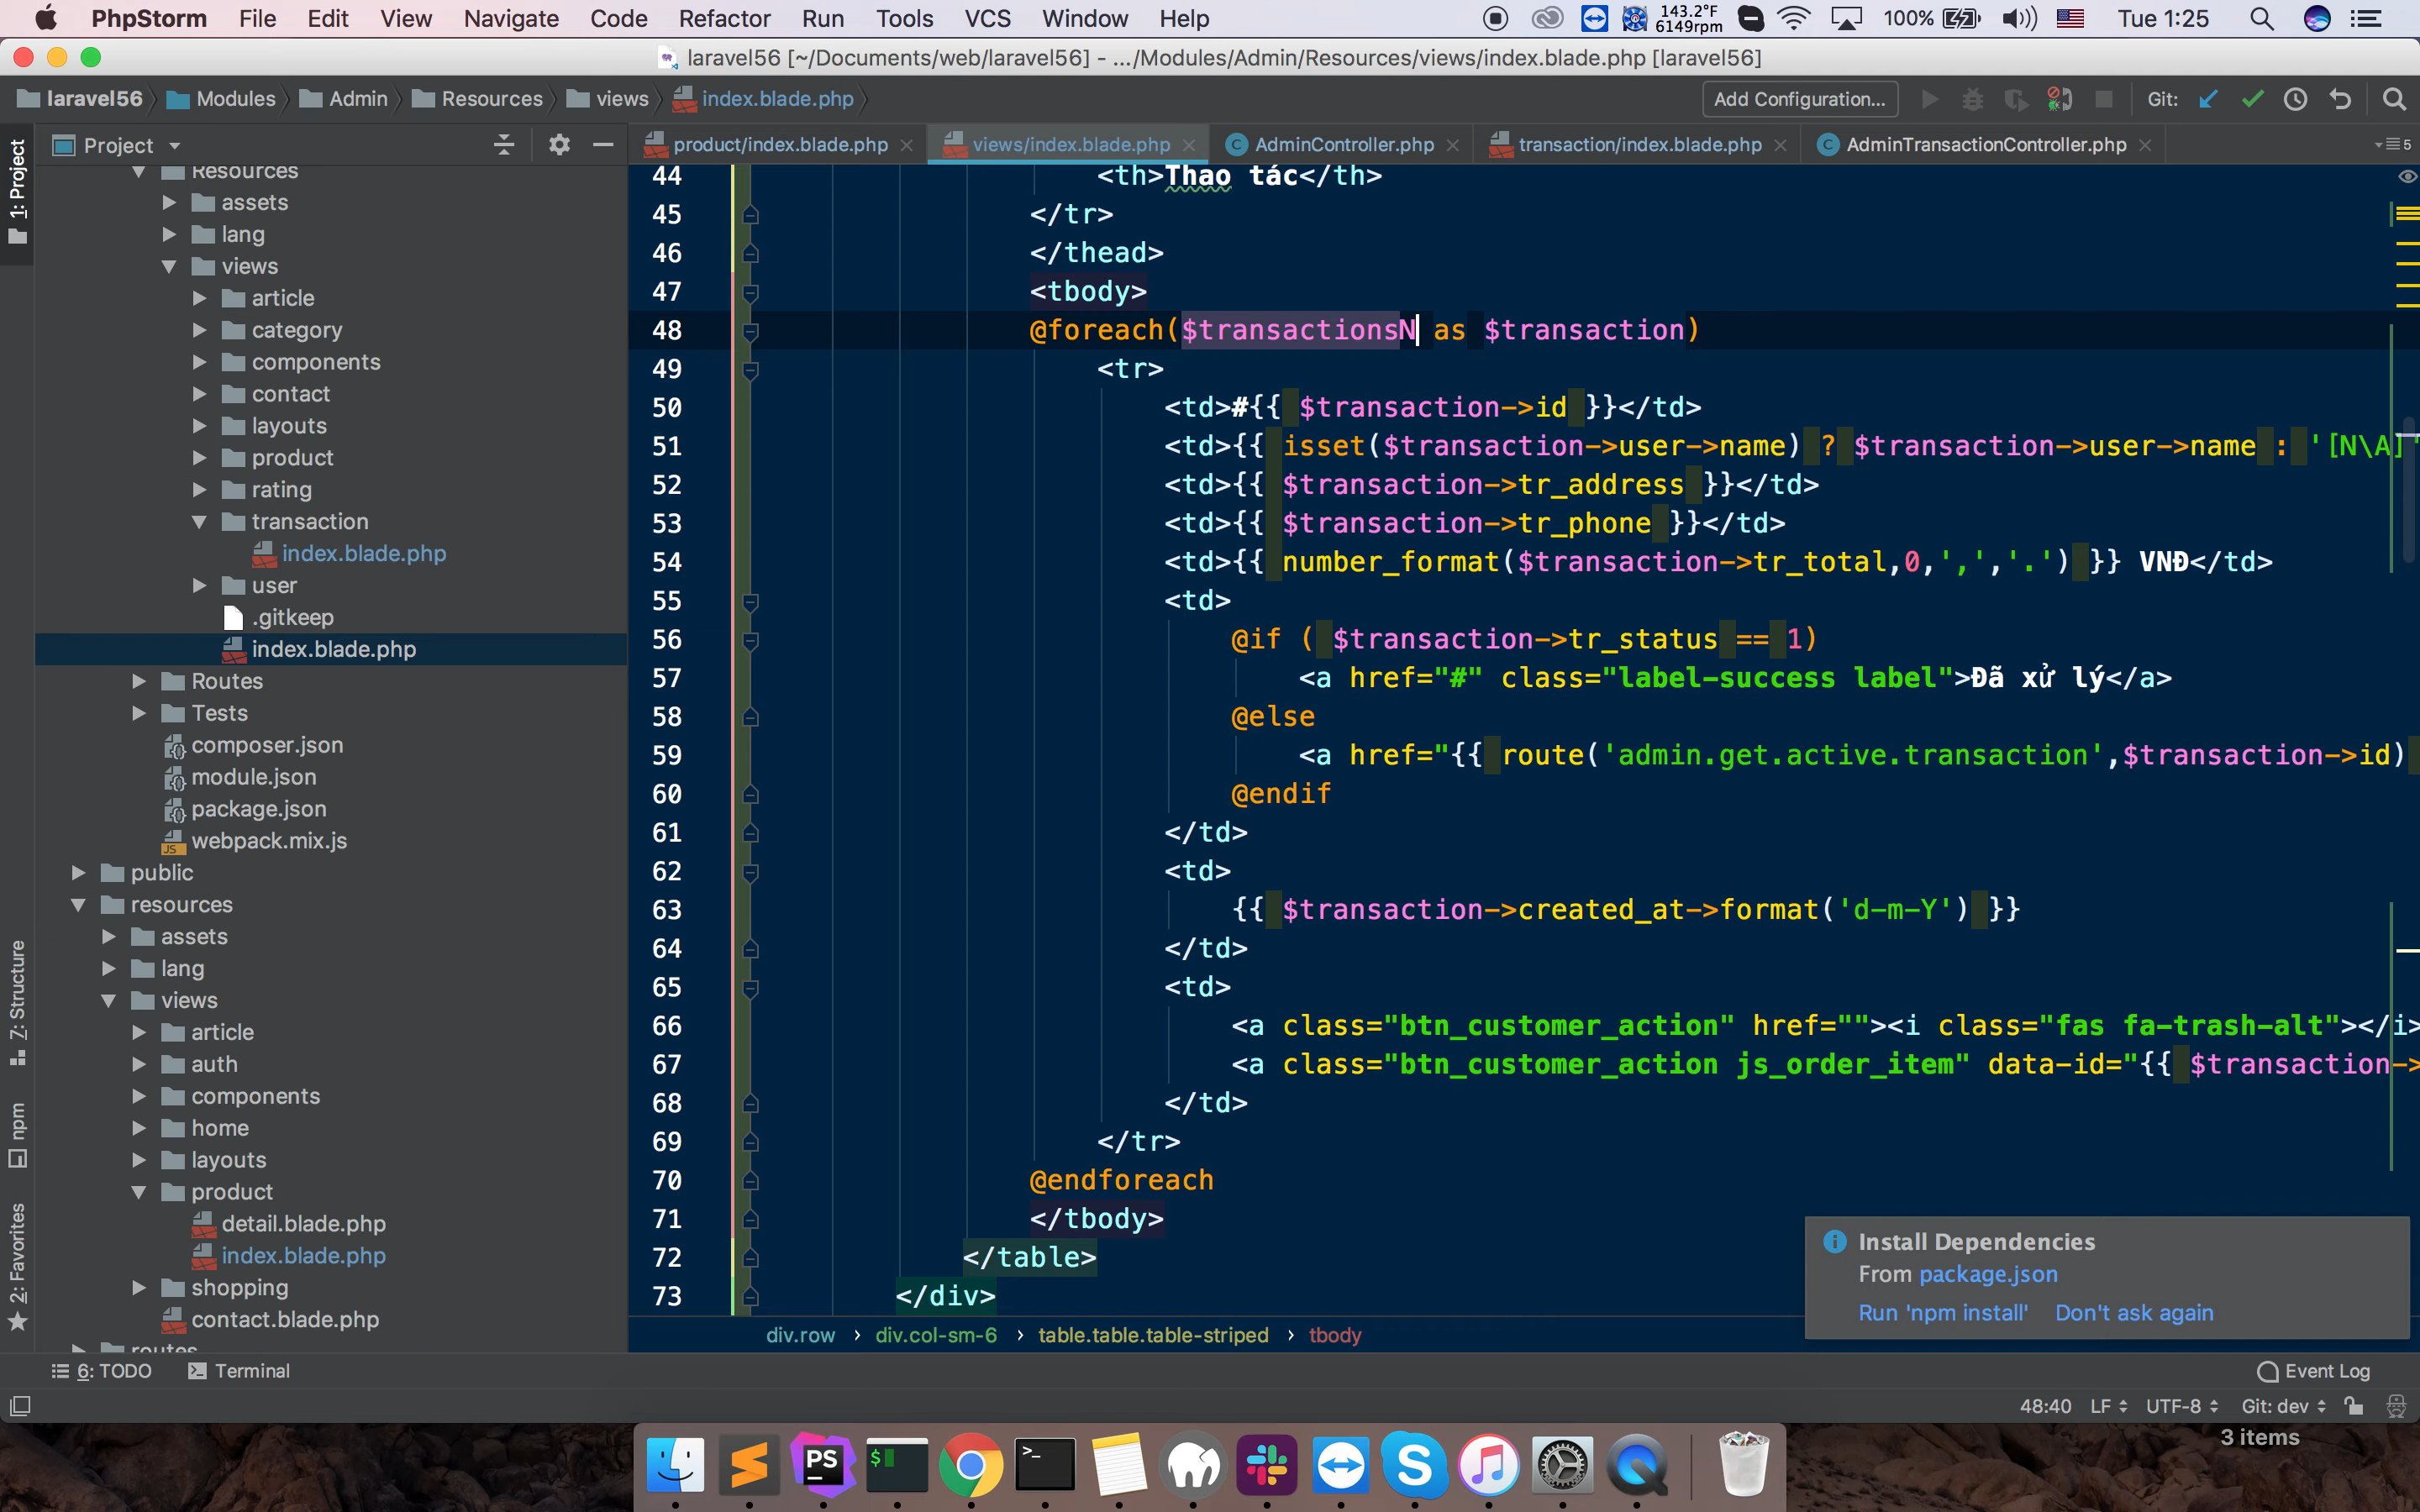 PhpStorm File Edit View Navigate Code Refactor Run Tools VCS Window Help 143.2°F 6149rpm 100% Tue 1:25
laravel56 [~/Documents/web/laravel56] - .../Modules/Admin/Resources/views/index.blade.php [laravel56]
laravel56 Modules Admin Resources views index.blade.php Add Configuration... Git:
1: Project
7: Structure
npm
2: Favorites
Project
Resources
assets
lang
views
article
category
components
contact
layouts
product
rating
transaction
index.blade.php
user
.gitkeep
index.blade.php
Routes
Tests
composer.json
module.json
package.json
webpack.mix.js
public
resources
assets
lang
views
article
auth
components
home
layouts
product
detail.blade.php
index.blade.php
shopping
contact.blade.php
routes
product/index.blade.php views/index.blade.php AdminController.php transaction/index.blade.php AdminTransactionController.php 5
44 <th>Thao tác</th>
45 </tr>
46 </thead>
47 <tbody>
48 @foreach($transactionsN as $transaction)
49 <tr>
50 <td>#{{ $transaction->id }}</td>
51 <td>{{ isset($transaction->user->name) ? $transaction->user->name : '[N\A]'
52 <td>{{ $transaction->tr_address }}</td>
53 <td>{{ $transaction->tr_phone }}</td>
54 <td>{{ number_format($transaction->tr_total,0,',','.') }} VNĐ</td>
55 <td>
56 @if ( $transaction->tr_status == 1)
57 <a href="#" class="label-success label">Đã xử lý</a>
58 @else
59 <a href="{{ route('admin.get.active.transaction',$transaction->id)
60 @endif
61 </td>
62 <td>
63 {{ $transaction->created_at->format('d-m-Y') }}
64 </td>
65 <td>
66 <a class="btn_customer_action" href=""><i class="fas fa-trash-alt"></i>
67 <a class="btn_customer_action js_order_item" data-id="{{ $transaction->
68 </td>
69 </tr>
70 @endforeach
71 </tbody>
72 </table>
73 </div>
Install Dependencies
From package.json
Run 'npm install' Don't ask again
div.row › div.col-sm-6 › table.table.table-striped › tbody
6: TODO Terminal Event Log
48:40 LF UTF-8 Git: dev
3 items
PS